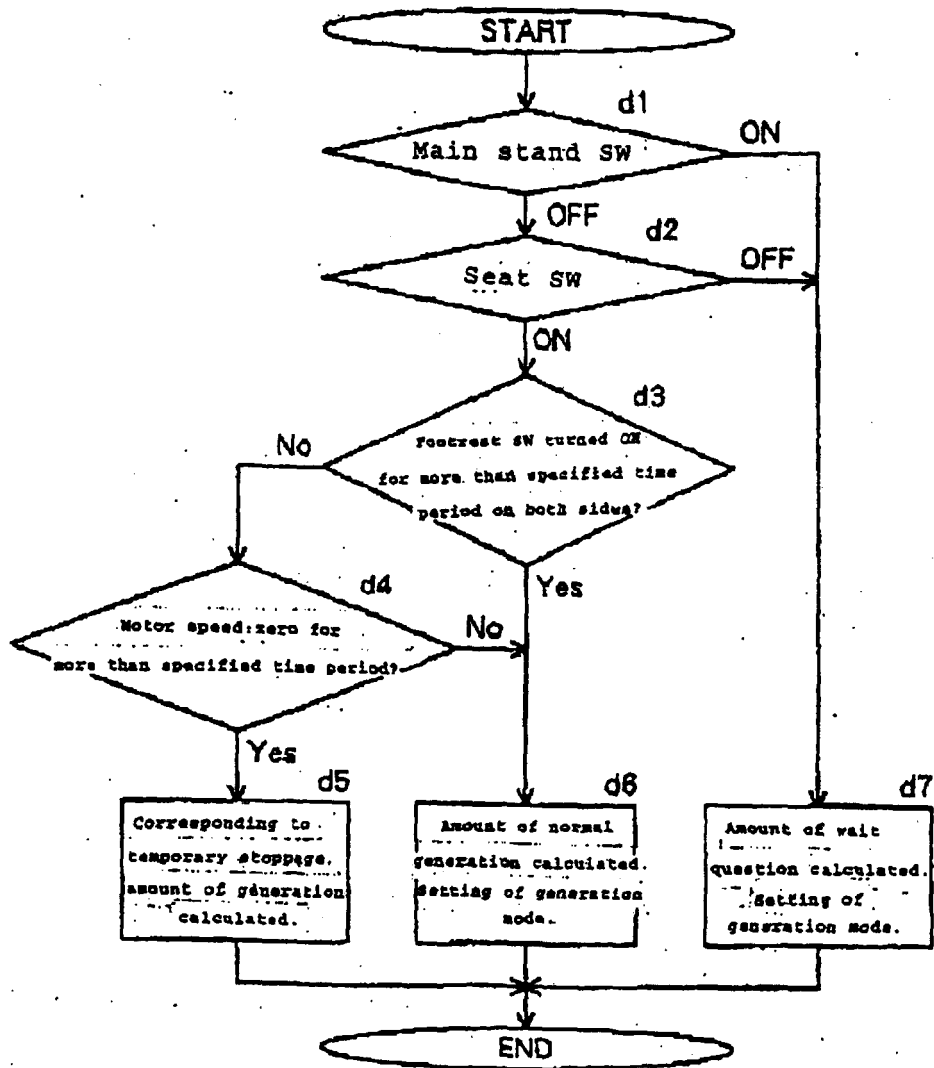 START
d1
Main stand SW
ON
OFF
d2
Seat SW
OFF
ON
d3
Footrest SW turned ON
for more than specified time
period on both sides?
No
Yes
d4
Motor speed:zero for
more than specified time period?
No
Yes
d5
Corresponding to
temporary stoppage.
amount of generation
calculated.
d6
Amount of normal
generation calculated.
Setting of generation
mode.
d7
Amount of wait
question calculated.
Setting of
generation mode.
END